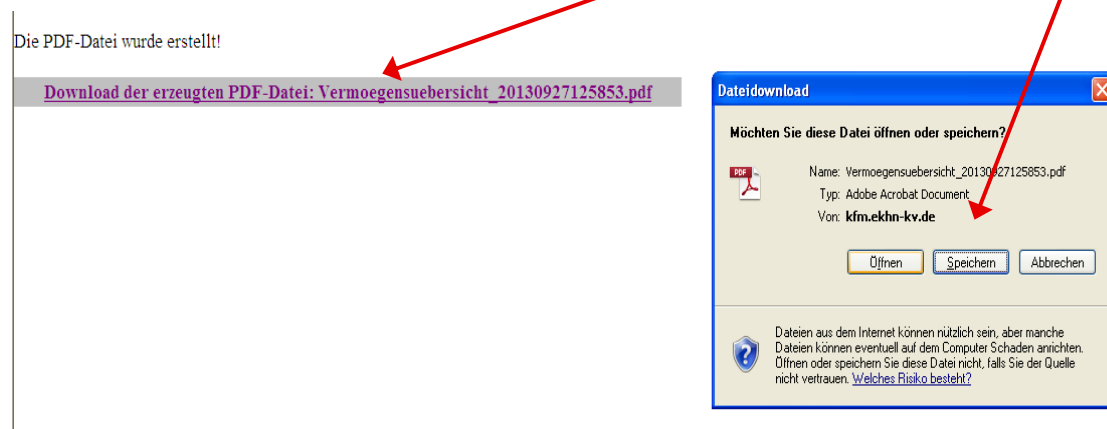 Die PDF-Datei wurde erstellt!
Download der erzeugten PDF-Datei: Vermoegensuebersicht_20130927125853.pdf
Dateidownload
Möchten Sie diese Datei öffnen oder speichern?
PDF
Name: Vermoegensuebersicht_20130927125853.pdf
Typ: Adobe Acrobat Document
Von: kfm.ekhn-kv.de
Öffnen Speichern Abbrechen
Dateien aus dem Internet können nützlich sein, aber manche
Dateien können eventuell auf dem Computer Schaden anrichten.
Öffnen oder speichern Sie diese Datei nicht, falls Sie der Quelle
nicht vertrauen. Welches Risiko besteht?